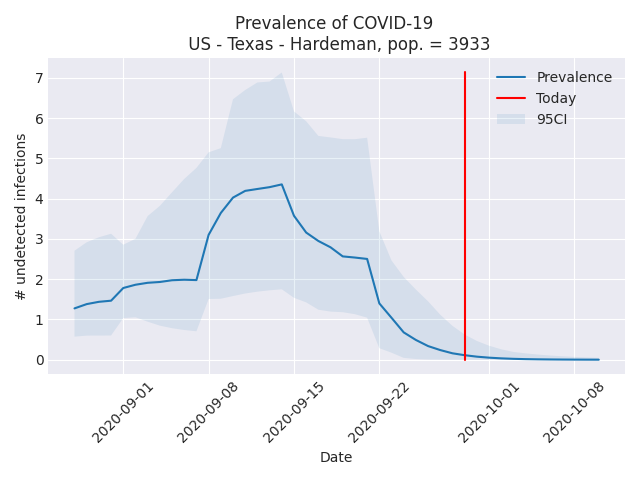 Prevalence of COVID-19
US - Texas - Hardeman, pop. = 3933
Prevalence
Today
95CI
# undetected infections
7
6
5
4
3
2
1
0
2020-09-01
2020-09-08
2020-09-15
2020-09-22
2020-10-01
2020-10-08
Date